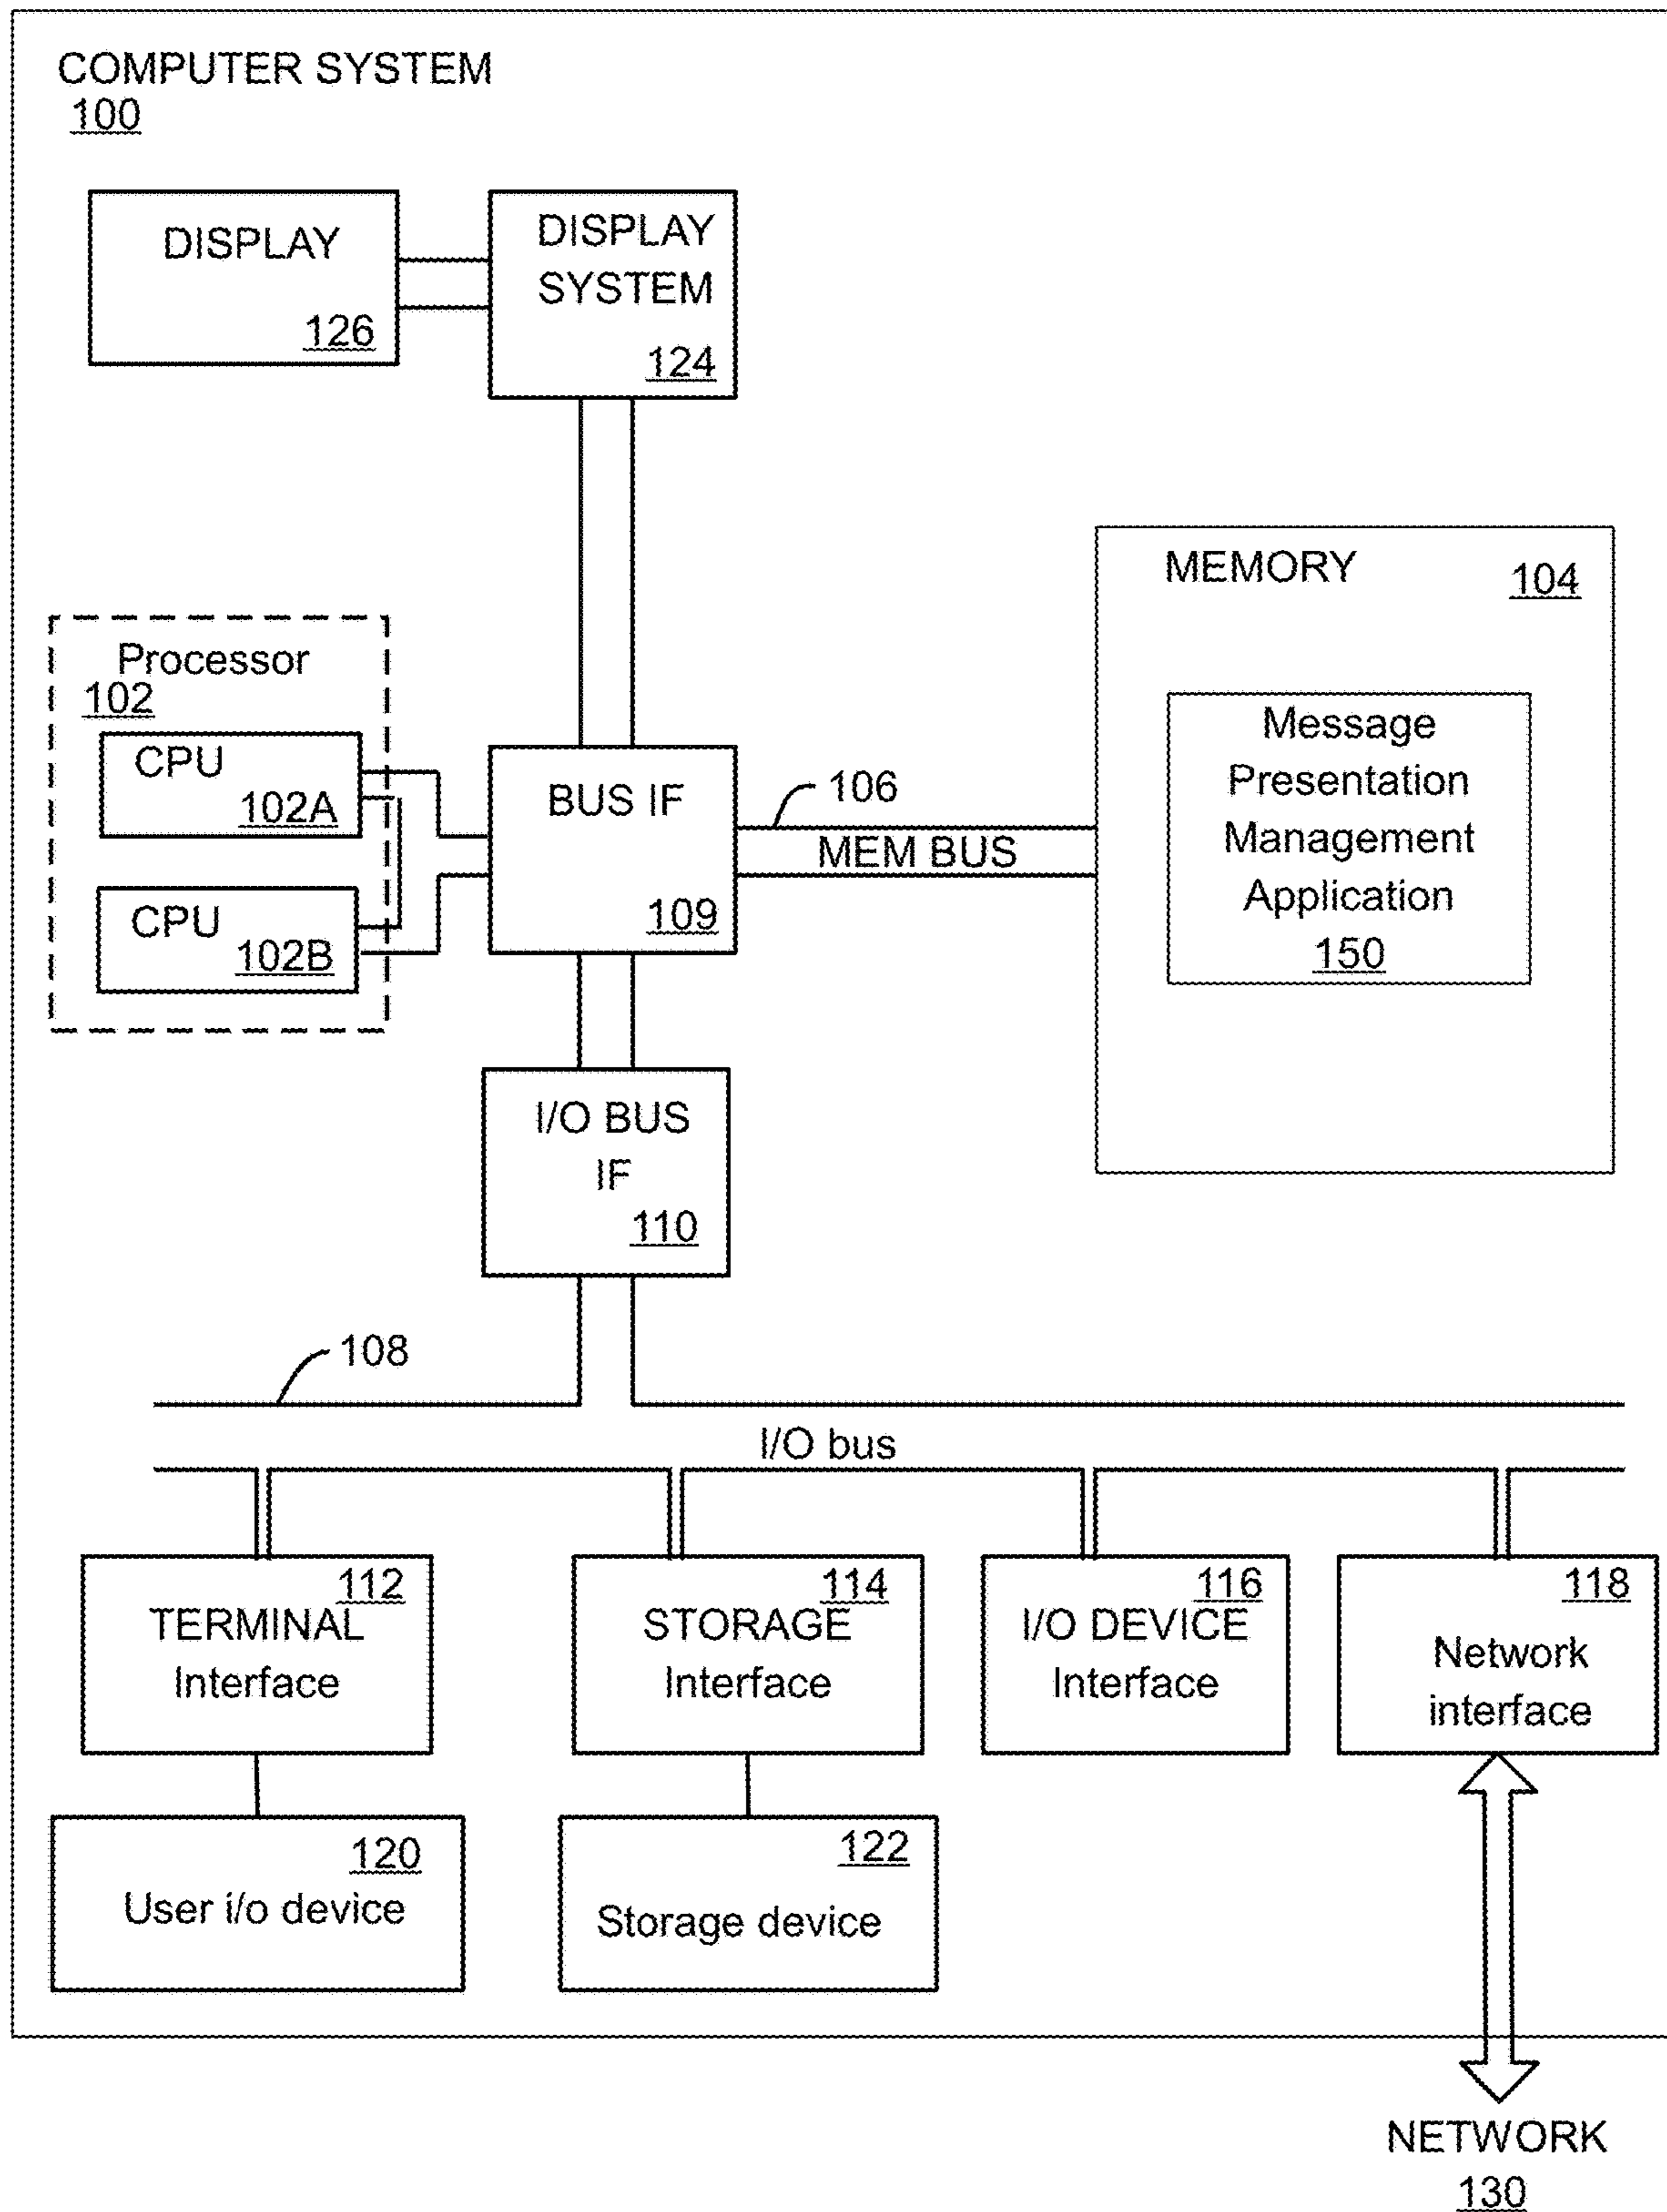 COMPUTER SYSTEM
100
DISPLAY
126
DISPLAY
SYSTEM
124
Processor
102
CPU
102A
CPU
102B
BUS IF
109
106
MEM BUS
MEMORY
104
Message
Presentation
Management
Application
150
I/O BUS
IF
110
108
I/O bus
112
TERMINAL
Interface
114
STORAGE
Interface
116
I/O DEVICE
Interface
118
Network
interface
120
User i/o device
122
Storage device
NETWORK
130